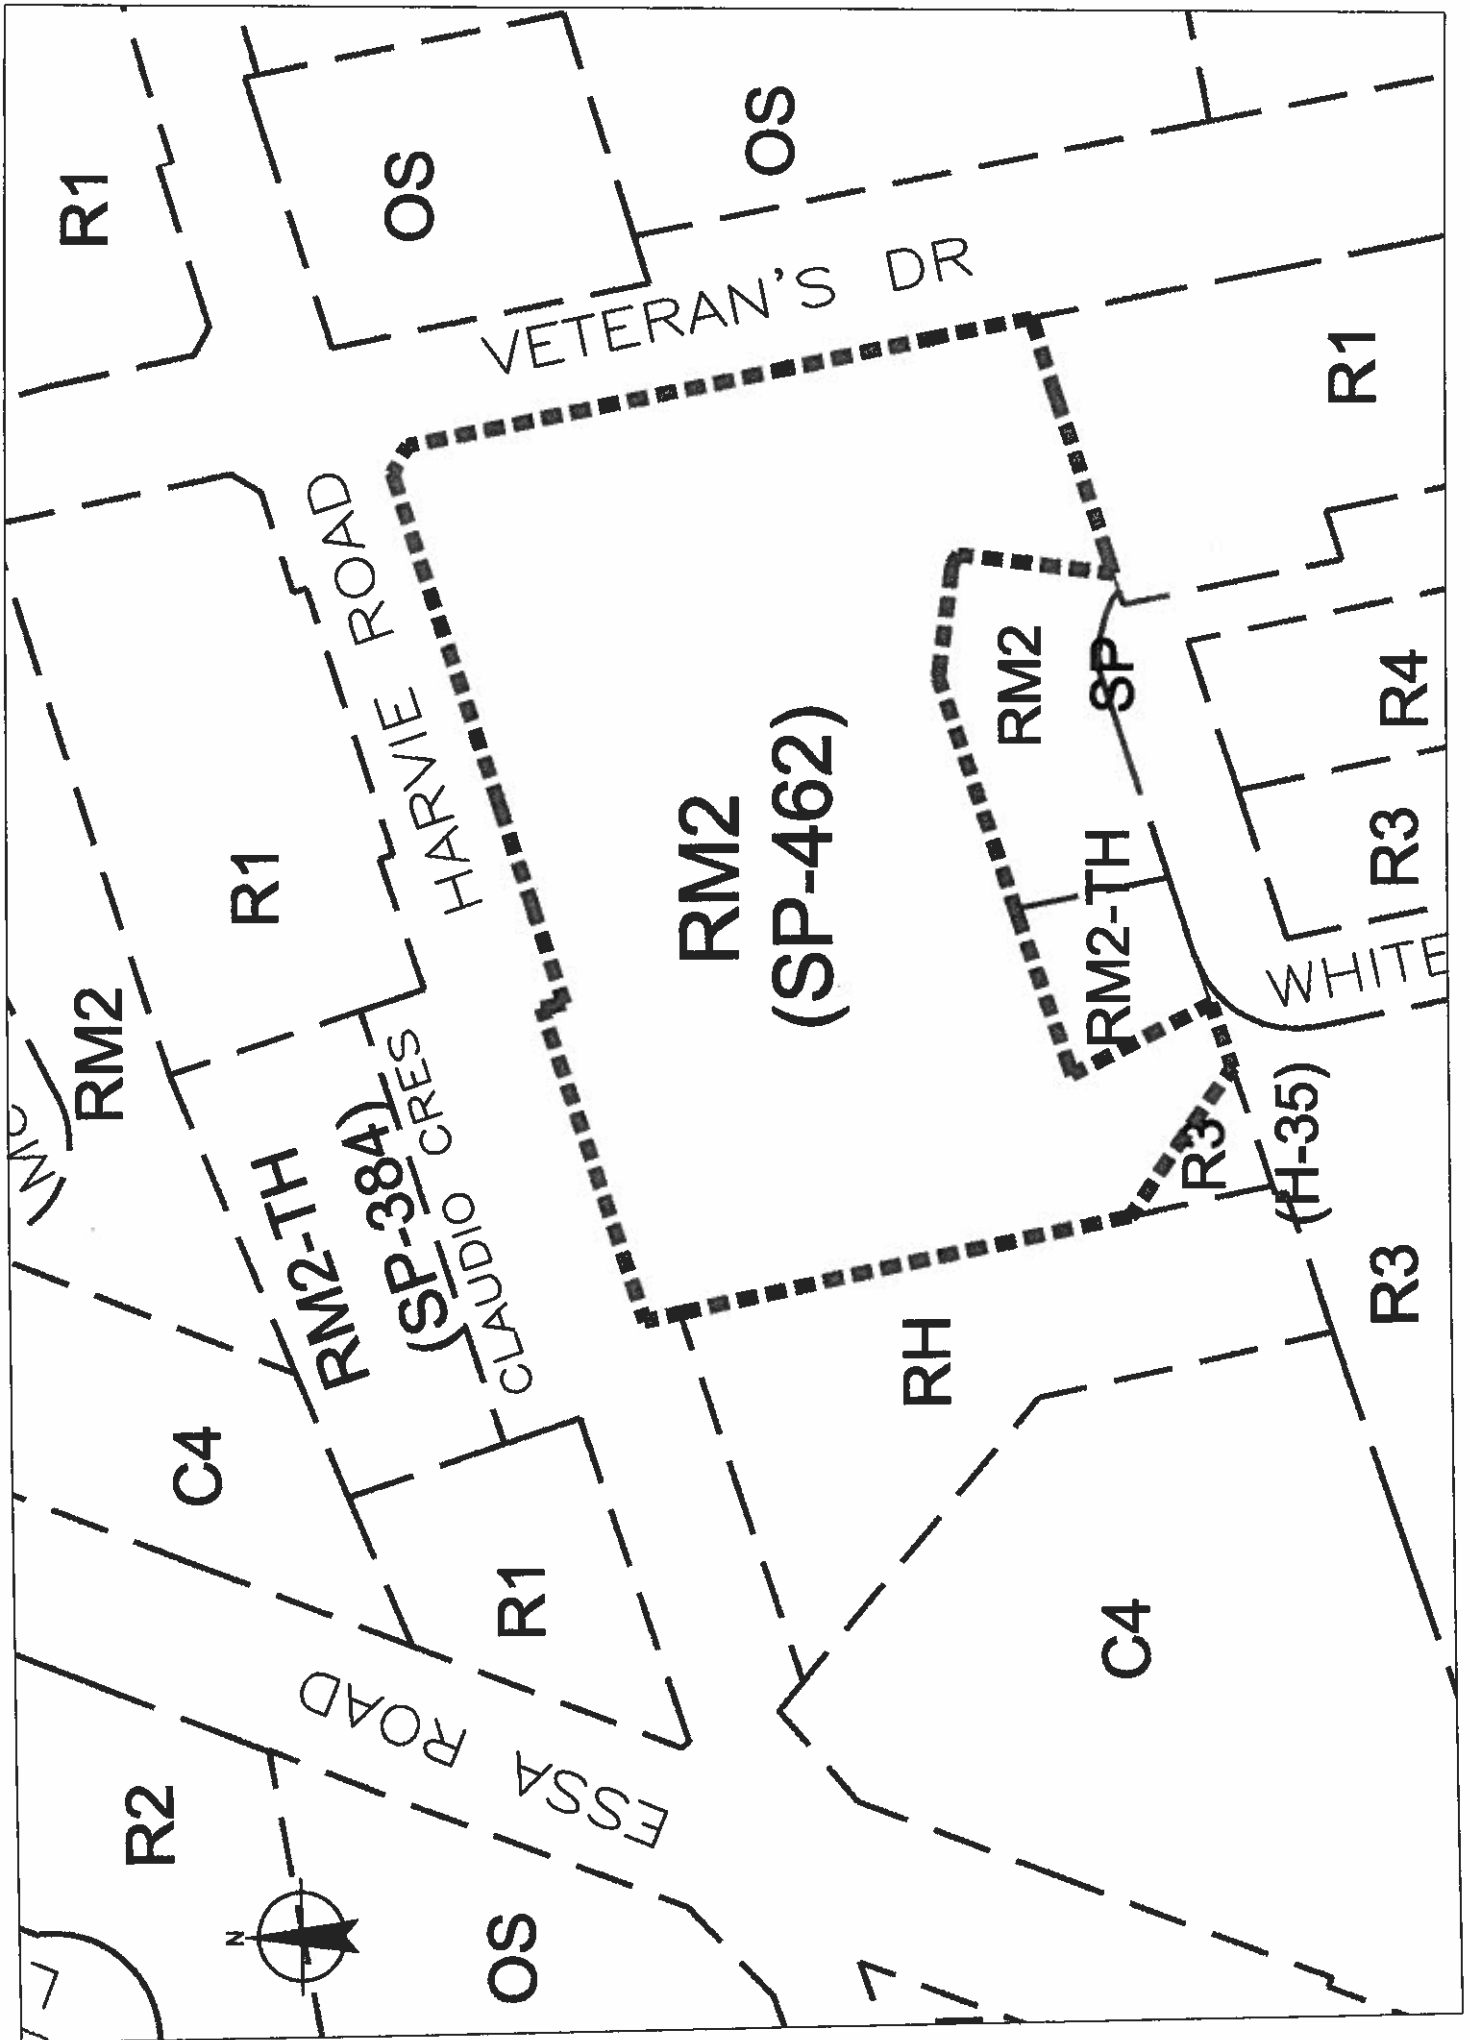 R1
OS
OS
VETERAN'S DR
R1
HARVIE ROAD
R1
RM2
RM2
(SP-462)
RM2
SP
RM2-TH
R4
R3
WHITE
RM2-TH
(SP-384)
CLAUDIO CRES
R3
(H-35)
R3
RH
C4
R1
C4
ESSA ROAD
R2
OS
N